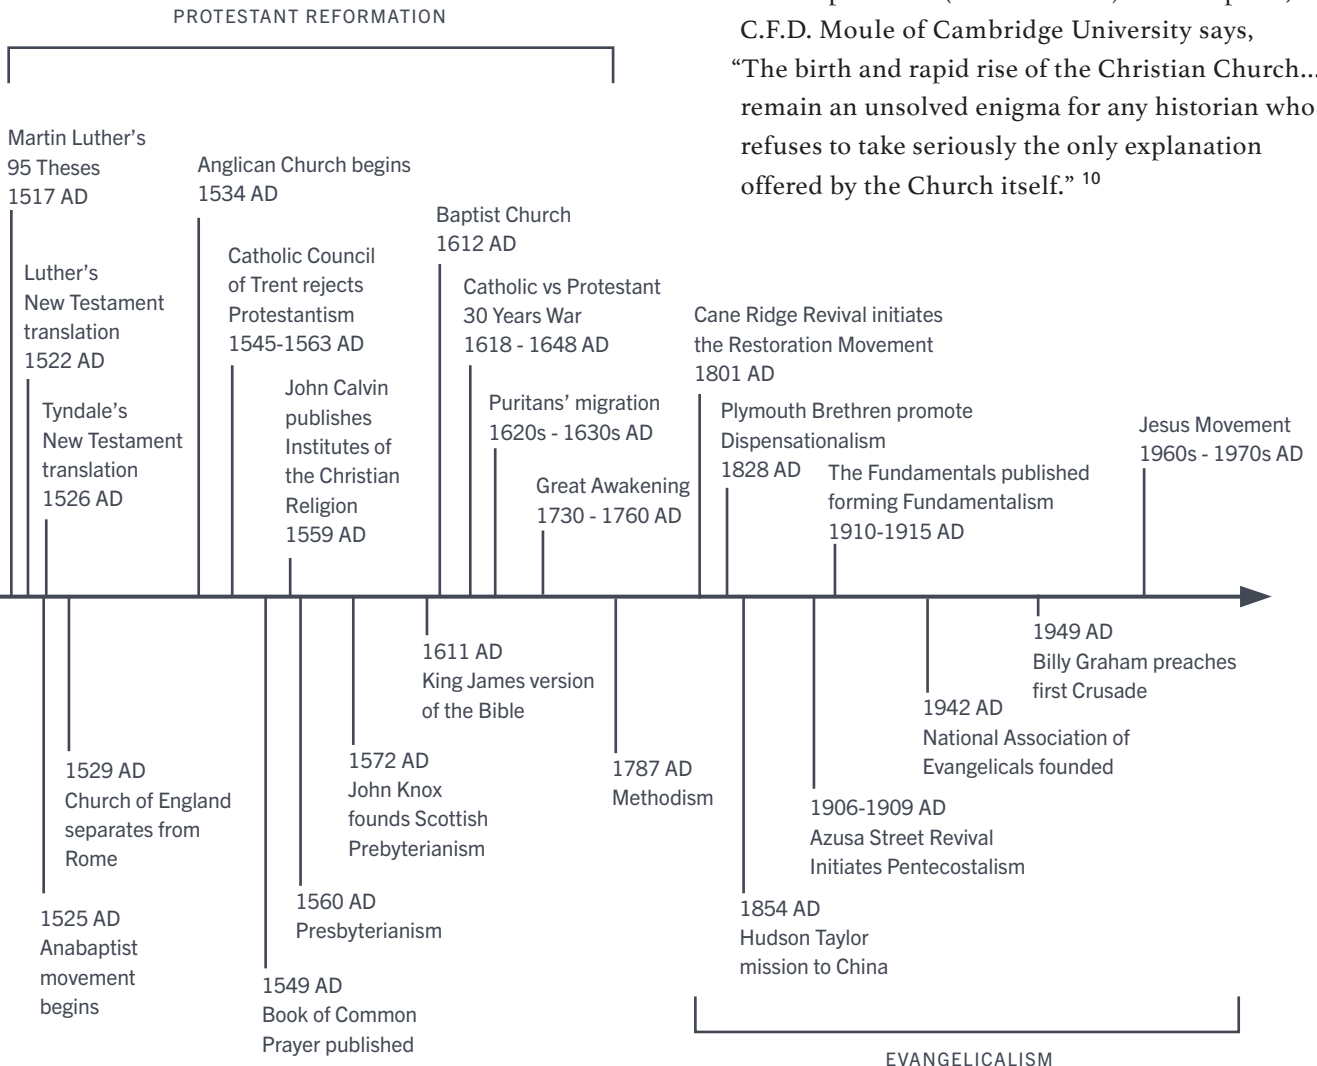 PROTESTANT REFORMATION
C.F.D. Moule of Cambridge University says,
“The birth and rapid rise of the Christian Church...
remain an unsolved enigma for any historian who
refuses to take seriously the only explanation
offered by the Church itself.” 10
Martin Luther’s
95 Theses
1517 AD
Luther’s
New Testament
translation
1522 AD
Tyndale’s
New Testament
translation
1526 AD
Anglican Church begins
1534 AD
Catholic Council
of Trent rejects
Protestantism
1545-1563 AD
John Calvin
publishes
Institutes of
the Christian
Religion
1559 AD
Baptist Church
1612 AD
Catholic vs Protestant
30 Years War
1618 - 1648 AD
Puritans’ migration
1620s - 1630s AD
Great Awakening
1730 - 1760 AD
Cane Ridge Revival initiates
the Restoration Movement
1801 AD
Plymouth Brethren promote
Dispensationalism
1828 AD
The Fundamentals published
forming Fundamentalism
1910-1915 AD
Jesus Movement
1960s - 1970s AD
1525 AD
Anabaptist
movement
begins
1529 AD
Church of England
separates from
Rome
1549 AD
Book of Common
Prayer published
1560 AD
Presbyterianism
1572 AD
John Knox
founds Scottish
Prebyterianism
1611 AD
King James version
of the Bible
1787 AD
Methodism
1854 AD
Hudson Taylor
mission to China
1906-1909 AD
Azusa Street Revival
Initiates Pentecostalism
1942 AD
National Association of
Evangelicals founded
1949 AD
Billy Graham preaches
first Crusade
EVANGELICALISM